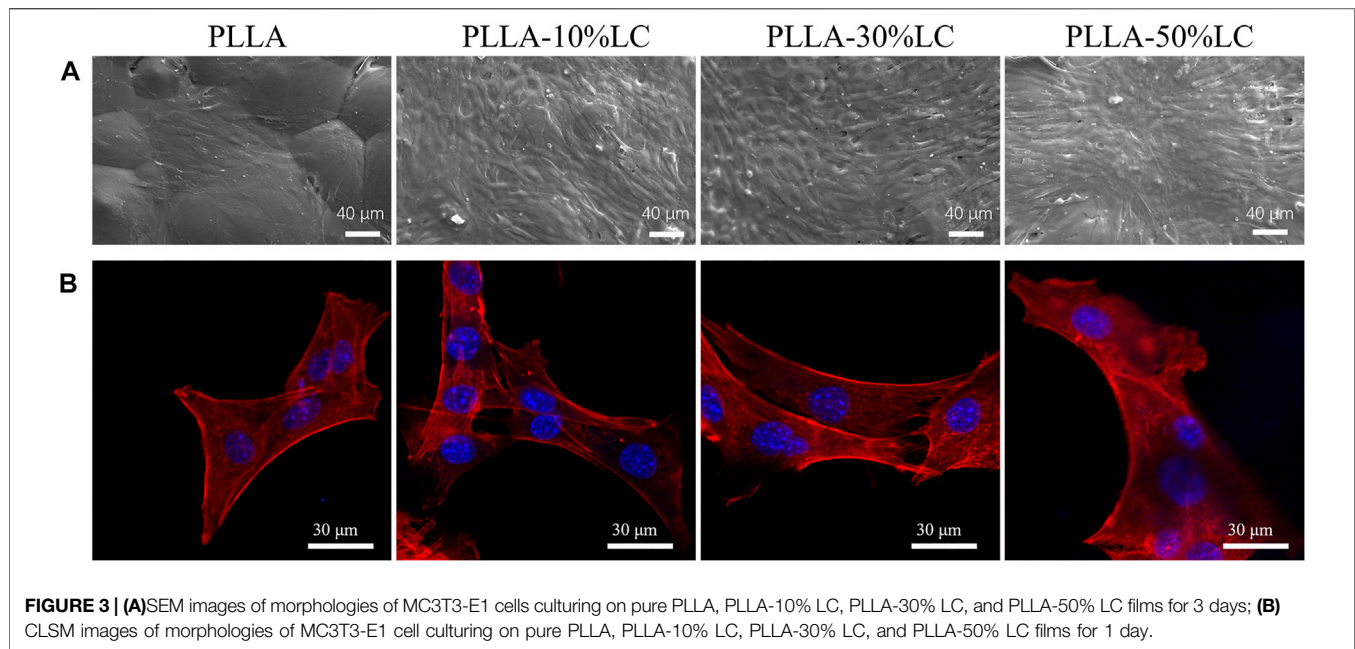 PLLA PLLA-10%LC PLLA-30%LC PLLA-50%LC
A
40 μm 40 μm 40 μm 40 μm
B
30 μm 30 μm 30 μm 30 μm
FIGURE 3 | (A)SEM images of morphologies of MC3T3-E1 cells culturing on pure PLLA, PLLA-10% LC, PLLA-30% LC, and PLLA-50% LC films for 3 days; (B)
CLSM images of morphologies of MC3T3-E1 cell culturing on pure PLLA, PLLA-10% LC, PLLA-30% LC, and PLLA-50% LC films for 1 day.